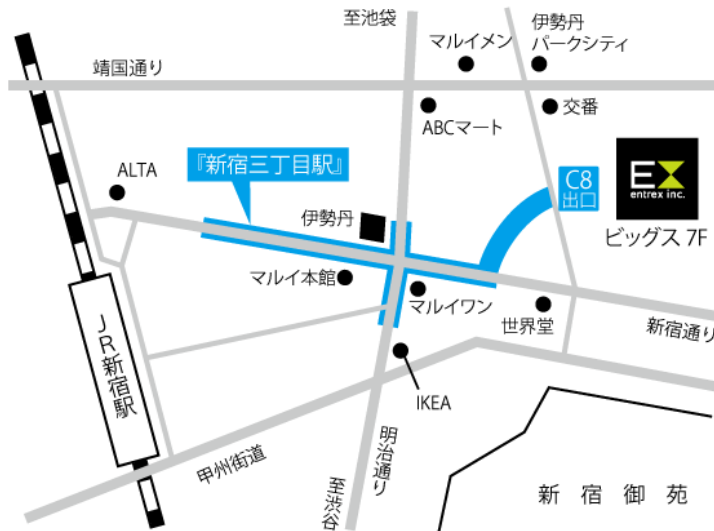 至池袋
マルイメン
伊勢丹
パークシティ
靖国通り
ABCマート
交番
ALTA
『新宿三丁目駅』
C8
出口
EX
entrex inc.
ビッグス 7F
伊勢丹
マルイ本館
マルイワン
世界堂
新宿通り
JR新宿駅
IKEA
甲州街道
明治通り
至渋谷
新宿御苑